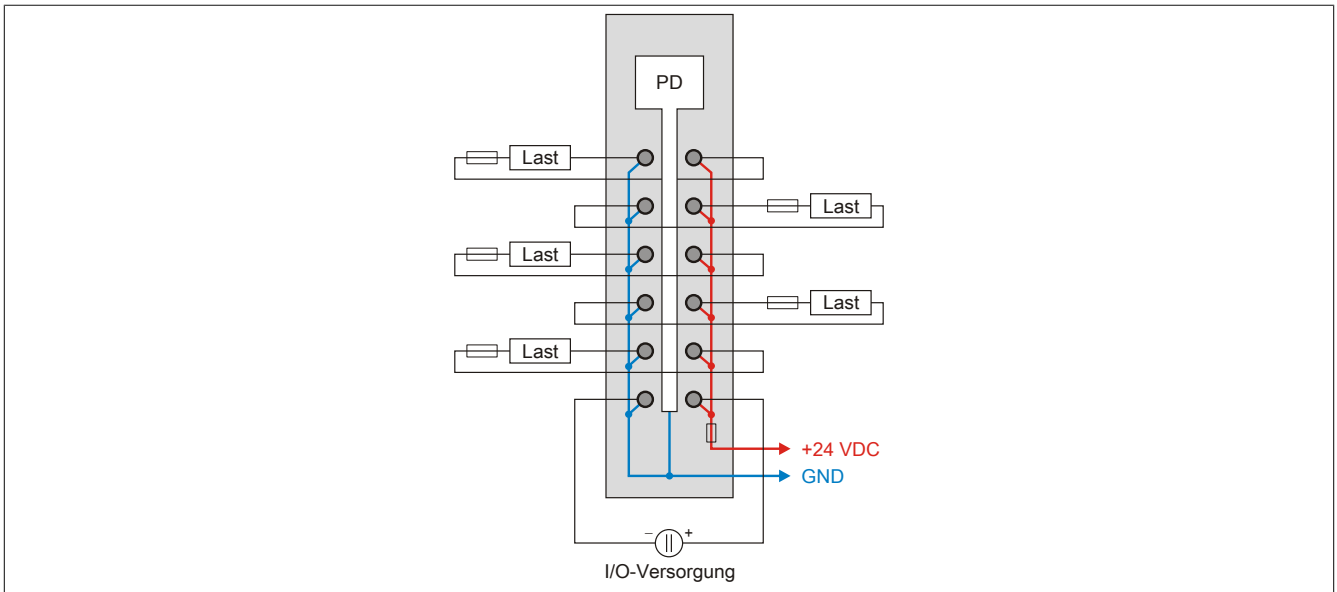 PD
Last
Last
Last
Last
Last
+24 VDC
GND
– +
I/O-Versorgung